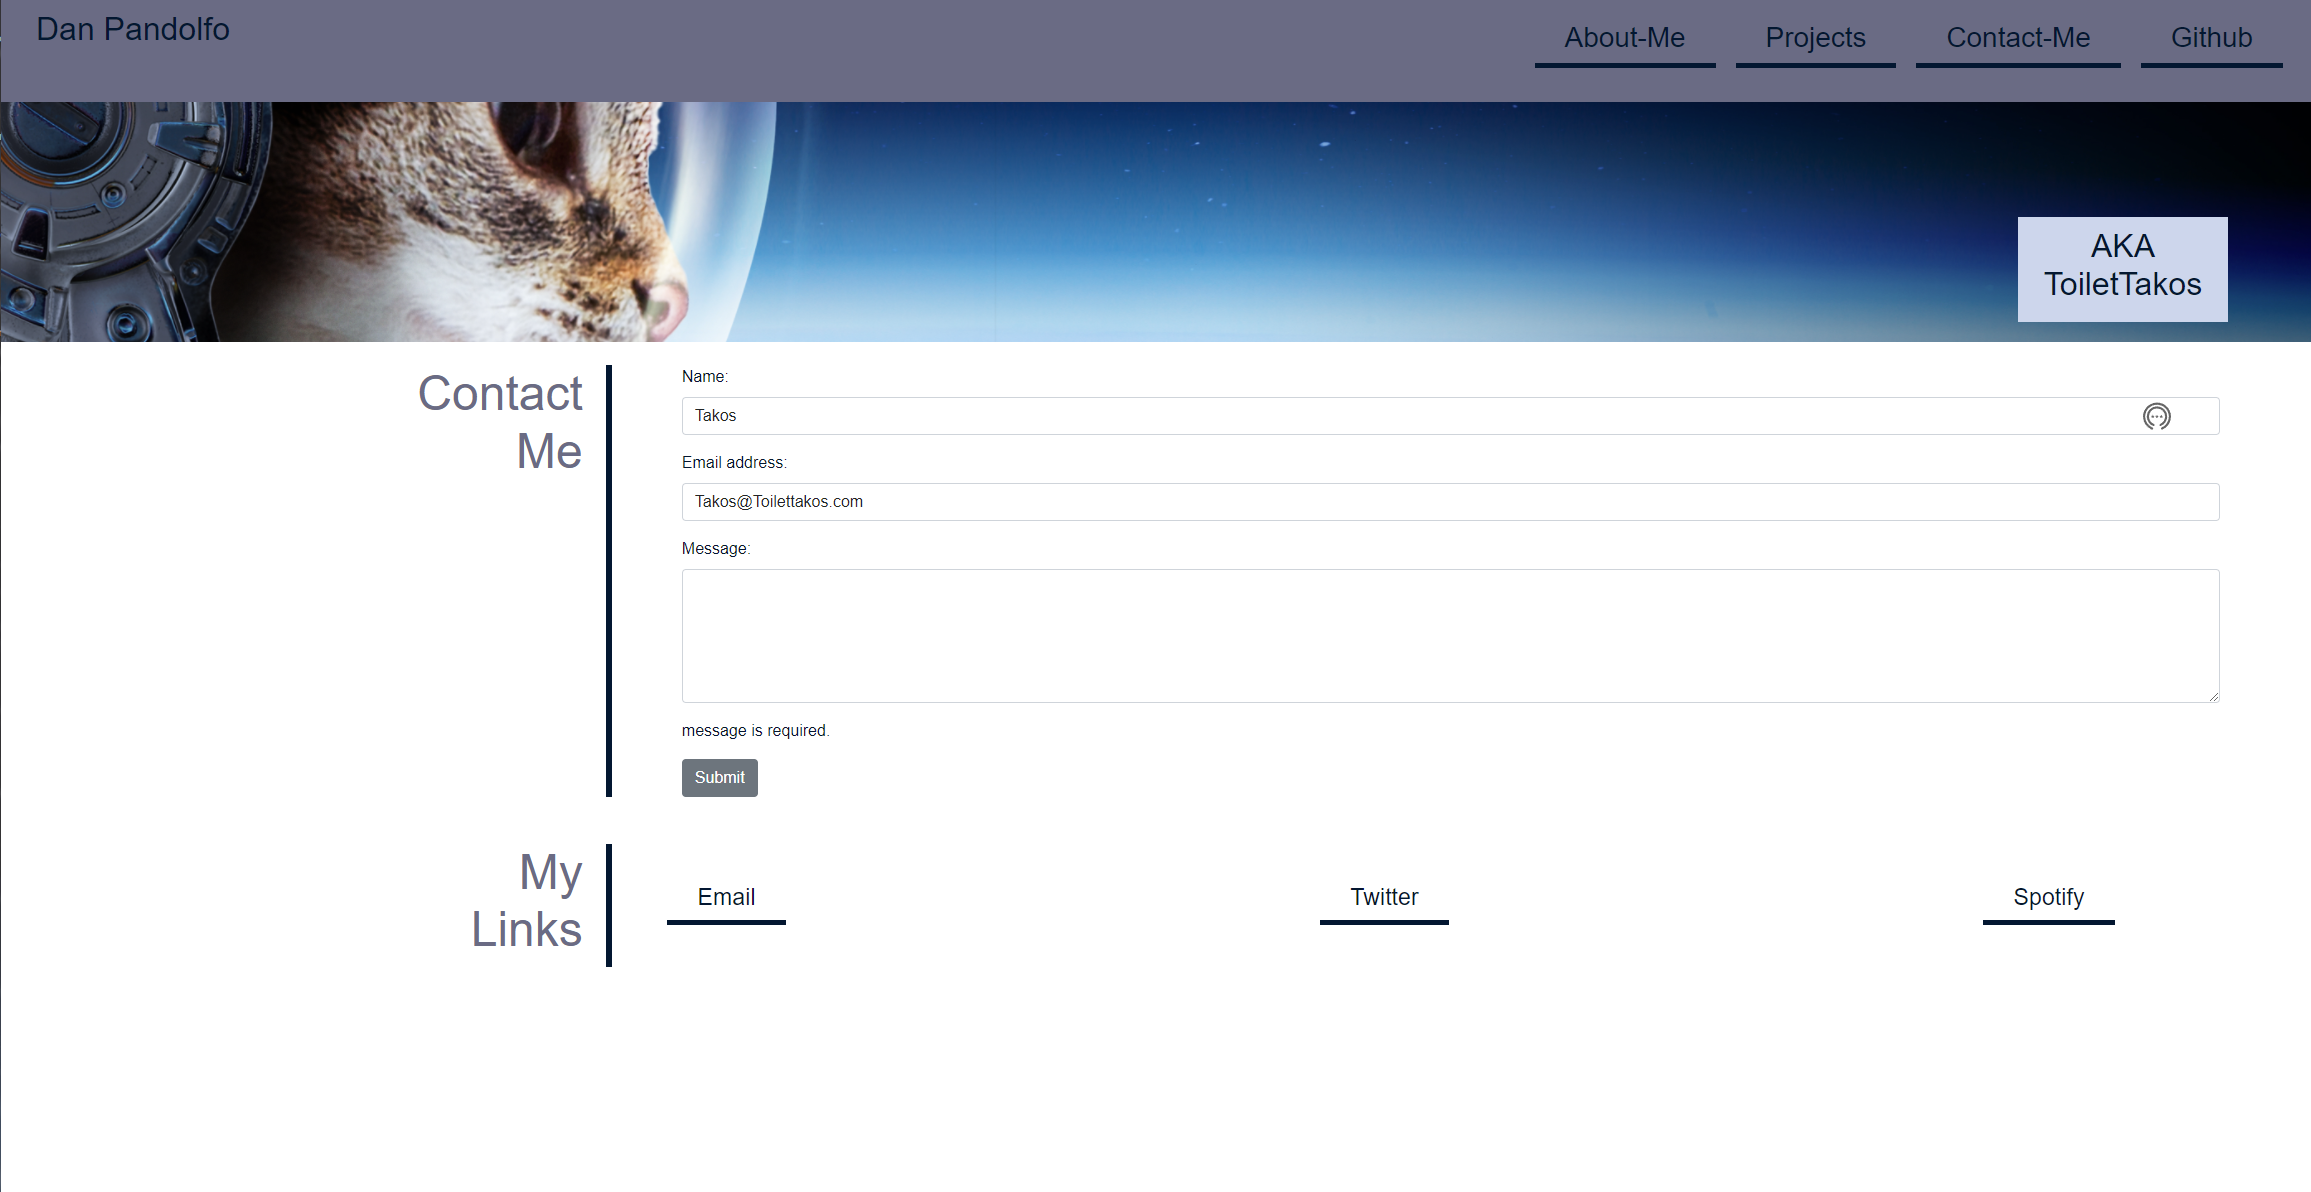 Dan Pandolfo
About-Me Projects Contact-Me Github
AKA
ToiletTakos
Contact
Me
Name:
Takos
Email address:
Takos@Toilettakos.com
Message:
message is required.
Submit
My
Links
Email Twitter Spotify